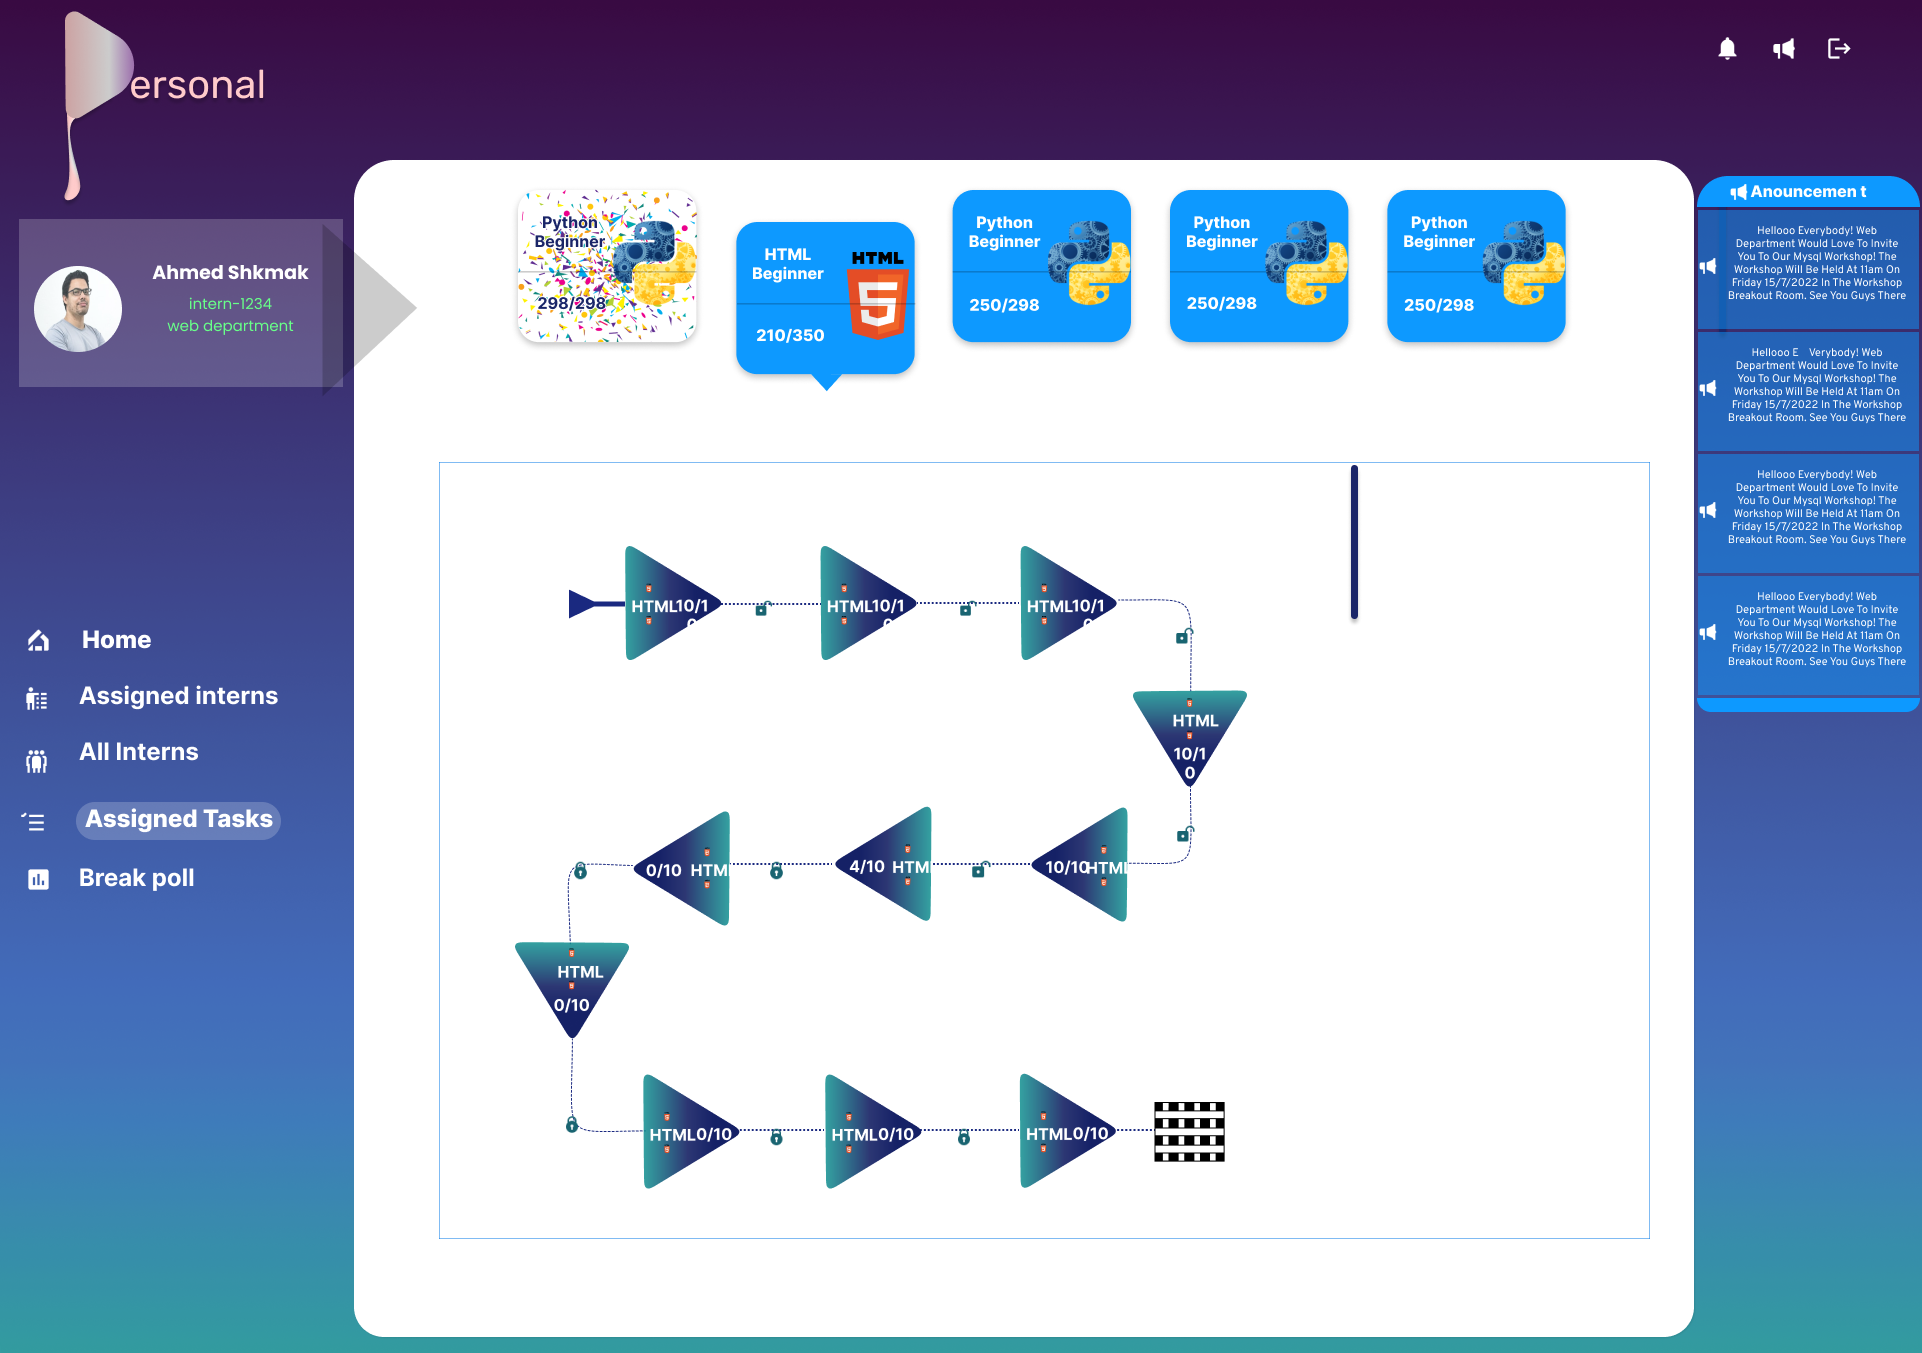 ersonal
Ahmed Shkmak
intern-1234
web department
Home
Assigned interns
All Interns
Assigned Tasks
Break poll
Python
Beginner
298/298
HTML
Beginner
HTML
210/350
Python
Beginner
250/298
Python
Beginner
250/298
Python
Beginner
250/298
HTML10/1
0
HTML10/1
0
HTML10/1
0
HTML
10/1
0
0/10 HTML
4/10 HTML
10/10HTML
HTML
0/10
HTML0/10
HTML0/10
HTML0/10
Anouncemen t
Hellooo Everybody! Web
Department Would Love To Invite
You To Our Mysql Workshop! The
Workshop Will Be Held At 11am On
Friday 15/7/2022 In The Workshop
Breakout Room. See You Guys There
Hellooo E Verybody! Web
Department Would Love To Invite
You To Our Mysql Workshop! The
Workshop Will Be Held At 11am On
Friday 15/7/2022 In The Workshop
Breakout Room. See You Guys There
Hellooo Everybody! Web
Department Would Love To Invite
You To Our Mysql Workshop! The
Workshop Will Be Held At 11am On
Friday 15/7/2022 In The Workshop
Breakout Room. See You Guys There
Hellooo Everybody! Web
Department Would Love To Invite
You To Our Mysql Workshop! The
Workshop Will Be Held At 11am On
Friday 15/7/2022 In The Workshop
Breakout Room. See You Guys There